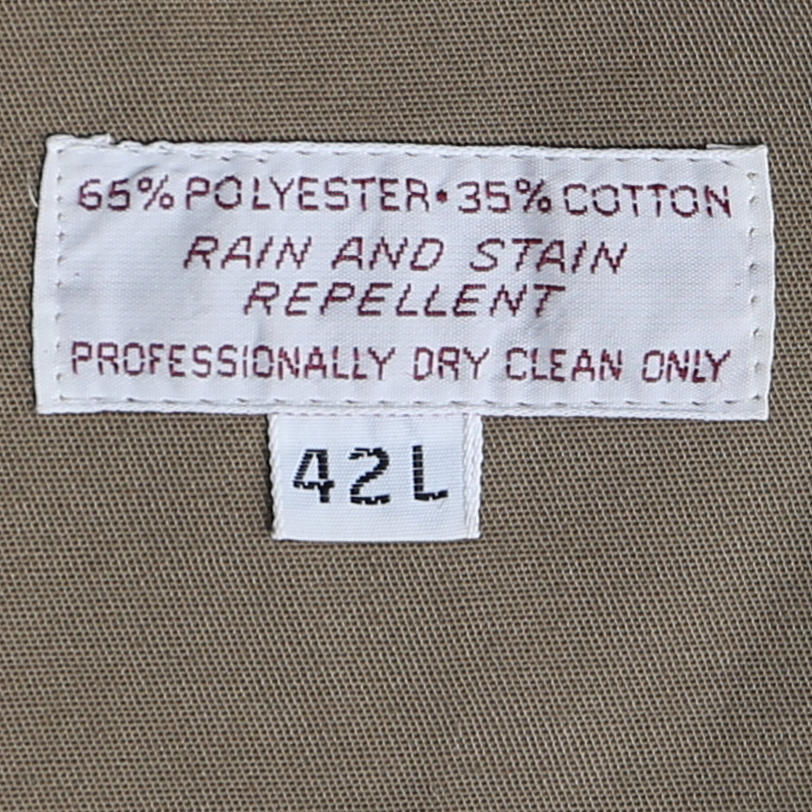 65% POLYESTER • 35% COTTON
RAIN AND STAIN
REPELLENT
PROFESSIONALLY DRY CLEAN ONLY
42L